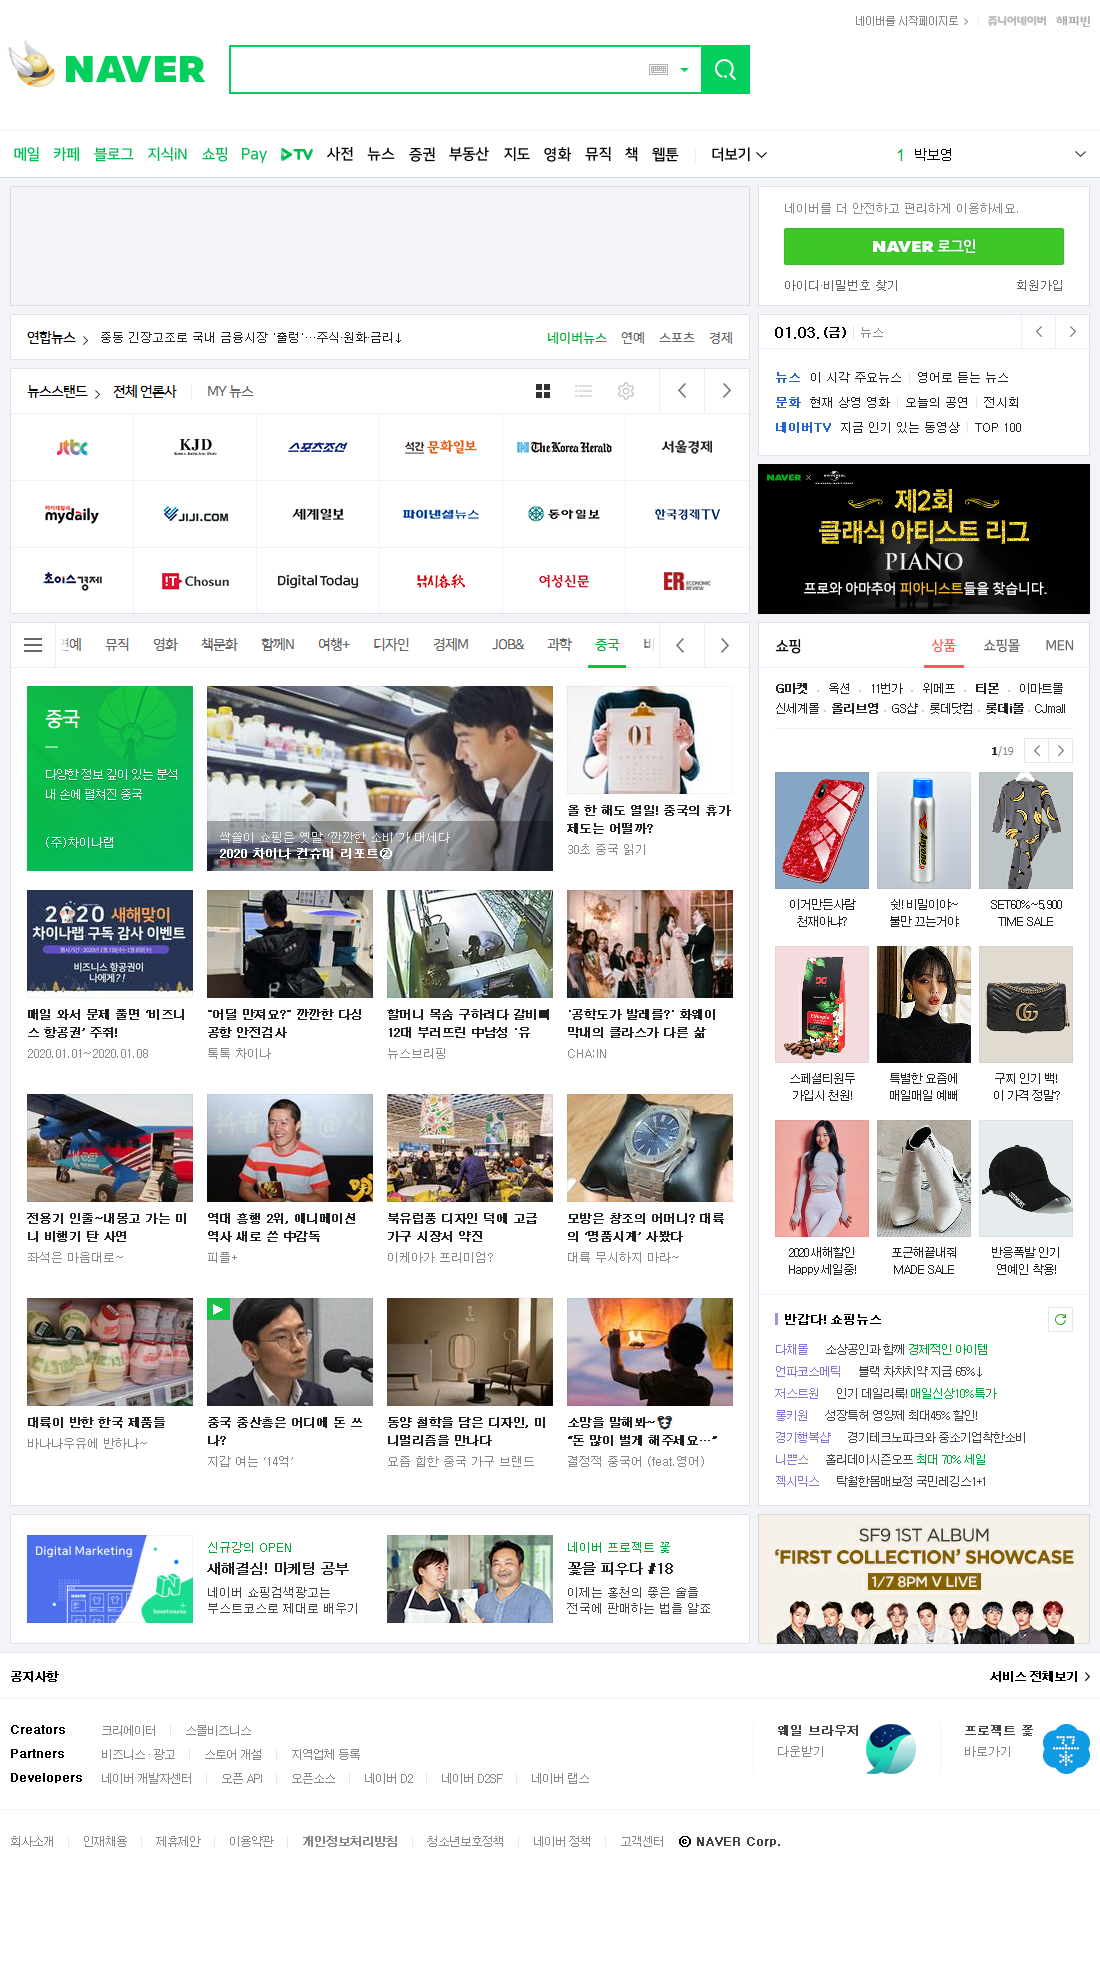 네이버를 시작페이지로
쥬니어네이버 해피빈
NAVER
메일 카페 블로그 지식iN 쇼핑 Pay TV 사전 뉴스 증권 부동산 지도 영화 뮤직 책 웹툰 더보기
1 박보영
네이버를 더 안전하고 편리하게 이용하세요.
NAVER 로그인
아이디·비밀번호 찾기 회원가입
연합뉴스 중동 긴장고조로 국내 금융시장 '출렁'…주식·원화·금리↓
네이버뉴스 연예 스포츠 경제
01.03. (금) 뉴스
뉴스 이 시각 주요뉴스 영어로 듣는 뉴스
문화 현재 상영 영화 오늘의 공연 전시회
네이버TV 지금 인기 있는 동영상 TOP 100
뉴스스탠드 전체 언론사 MY 뉴스
jtbc KJD 스포츠조선 석간 문화일보 The Korea Herald 서울경제
mydaily JIJI.COM 세계일보 파이낸셜뉴스 동아일보 한국경제TV
초이스경제 IT Chosun Digital Today 낚시춘추 여성신문 ER ECONOMIC REVIEW
NAVER ×
제2회
클래식 아티스트 리그
PIANO
프로와 아마추어 피아니스트들을 찾습니다.
연예 뮤직 영화 책문화 함께N 여행+ 디자인 경제M JOB& 과학 중국
중국
다양한 정보 깊이 있는 분석
내 손에 펼쳐진 중국
(주)차이나랩
쌈쌀이 쇼핑은 옛말 '깐깐한 소비'가 대세다
2020 차이나 컨슈머 리포트②
01
올 한 해도 열일! 중국의 휴가
제도는 어떨까?
30초 중국 읽기
2020 새해맞이
차이나랩 구독 감사 이벤트
비즈니스 항공권이
나에게?!
매일 와서 문제 풀면 '비즈니
스 항공권' 주쥐!
2020.01.01~2020.01.08
"어딜 만져요?" 깐깐한 다싱
공항 안전검사
톡톡 차이나
할머니 목숨 구하려다 갈비뼈
12대 부러뜨린 中남성 '유
뉴스브리핑
'공학도가 발레를?' 화웨이
막내의 클라스가 다른 삶
CHA:IN
전용기 인줄~내몽고 가는 미
니 비행기 탄 사연
좌석은 마음대로~
역대 흥행 2위, 애니메이션
역사 새로 쓴 中감독
피플+
북유럽풍 디자인 덕에 고급
가구 시장서 약진
이케아가 프리미엄?
모방은 창조의 어머니? 대륙
의 '명품시계' 사봤다
대륙 무시하지 마라~
대륙이 반한 한국 제품들
바나나우유에 반하나~
중국 중산층은 어디에 돈 쓰
나?
지갑 여는 '14억'
동양 철학을 담은 디자인, 미
니멀리즘을 만나다
요즘 힙한 중국 가구 브랜드
소망을 말해봐~
"돈 많이 벌게 해주세요…"
결정적 중국어 (feat.영어)
쇼핑 상품 쇼핑몰 MEN
G마켓 옥션 11번가 위메프 티몬 이마트몰
신세계몰 올리브영 GS샵 롯데닷컴 롯데i몰 CJmall
1/19
이거만든사람
천재아냐?
쉿! 비밀이야~
불만 끄는거야
SET60%~5,900
TIME SALE
스페셜티원두
가입시 천원!
특별한 요즘에
매일매일 예뻐
구찌 인기 백!
이 가격 정말?
2020새해할인
Happy세일중!
포근해끝내줘
MADE SALE
반응폭발 인기
연예인 착용!
반갑다! 쇼핑뉴스
다채몰 소상공인과 함께 경제적인 아이템
언파코스메틱 블랙 차차치약 지금 65%↓
저스트원 인기 데일리룩! 매일신상10%특가
롱키원 성장특허 영양제 최대45% 할인!
경기행복샵 경기테크노파크와 중소기업착한소비
니쁜스 홀리데이시즌오프 최대 70% 세일
젝시믹스 탁월한몸매보정 국민레깅스1+1
Digital Marketing
신규강의 OPEN
새해결심! 마케팅 공부
네이버 쇼핑검색광고는
부스트코스로 제대로 배우기
네이버 프로젝트 꽃
꽃을 피우다 #18
이제는 홍천의 좋은 술을
전국에 판매하는 법을 알죠
SF9 1ST ALBUM
'FIRST COLLECTION' SHOWCASE
1/7 8PM V LIVE
공지사항
서비스 전체보기
Creators 크리에이터 스몰비즈니스
Partners 비즈니스·광고 스토어 개설 지역업체 등록
Developers 네이버 개발자센터 오픈 API 오픈소스 네이버 D2 네이버 D2SF 네이버 랩스
웨일 브라우저
다운받기
프로젝트 꽃
바로가기
회사소개 인재채용 제휴제안 이용약관 개인정보처리방침 청소년보호정책 네이버 정책 고객센터 ⓒ NAVER Corp.